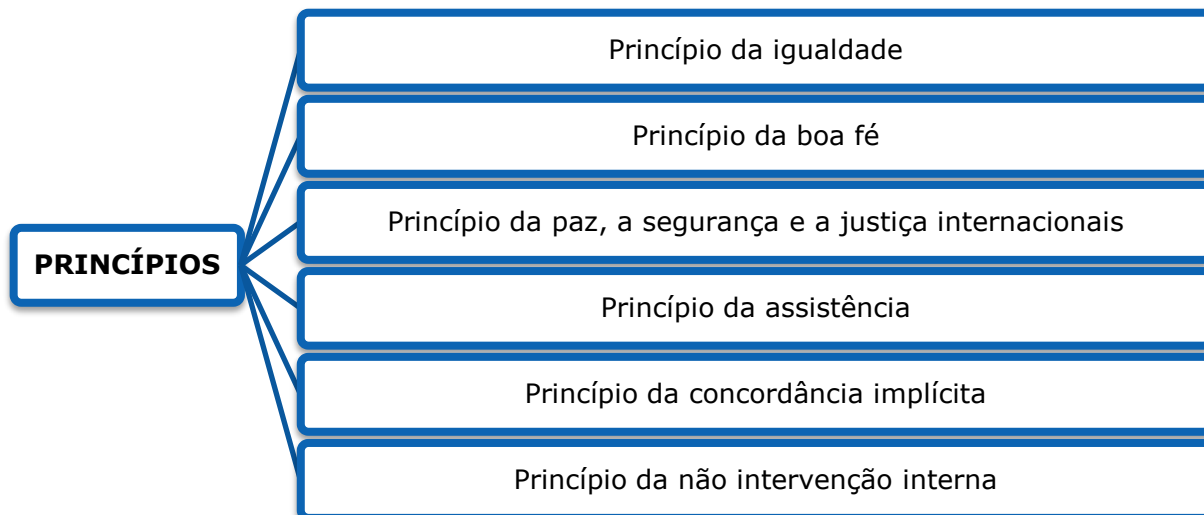 PRINCÍPIOS
Princípio da igualdade
Princípio da boa fé
Princípio da paz, a segurança e a justiça internacionais
Princípio da assistência
Princípio da concordância implícita
Princípio da não intervenção interna